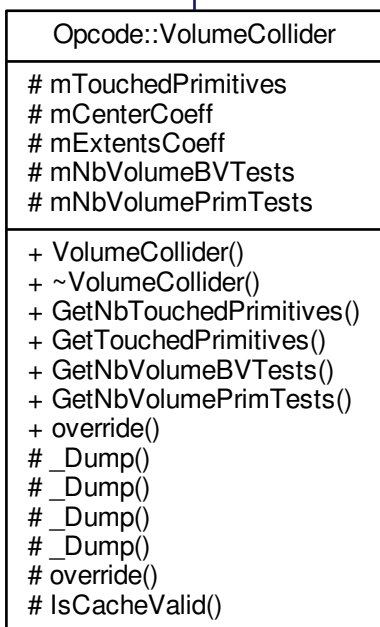 Opcode::VolumeCollider
# mTouchedPrimitives
# mCenterCoeff
# mExtentsCoeff
# mNbVolumeBVTests
# mNbVolumePrimTests
+ VolumeCollider()
+ ~VolumeCollider()
+ GetNbTouchedPrimitives()
+ GetTouchedPrimitives()
+ GetNbVolumeBVTests()
+ GetNbVolumePrimTests()
+ override()
# _Dump()
# _Dump()
# _Dump()
# _Dump()
# override()
# IsCacheValid()